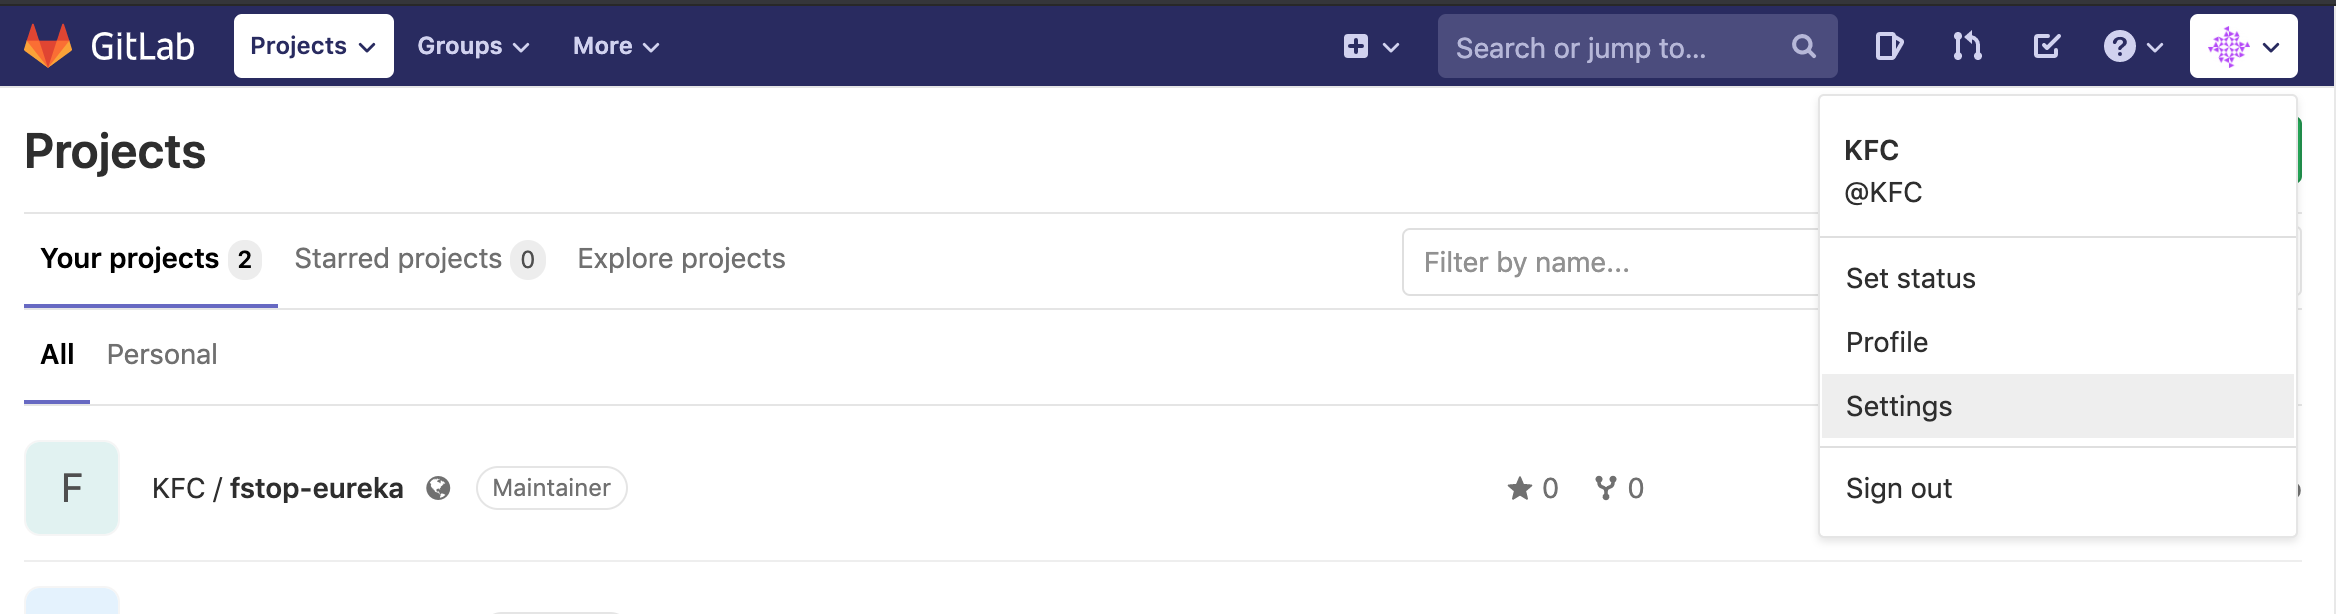 GitLab Projects Groups More Search or jump to... ?
Projects
KFC
@KFC
Your projects 2 Starred projects 0 Explore projects Filter by name...
Set status
Profile
All Personal
Settings
F KFC / fstop-eureka Maintainer 0 0
Sign out